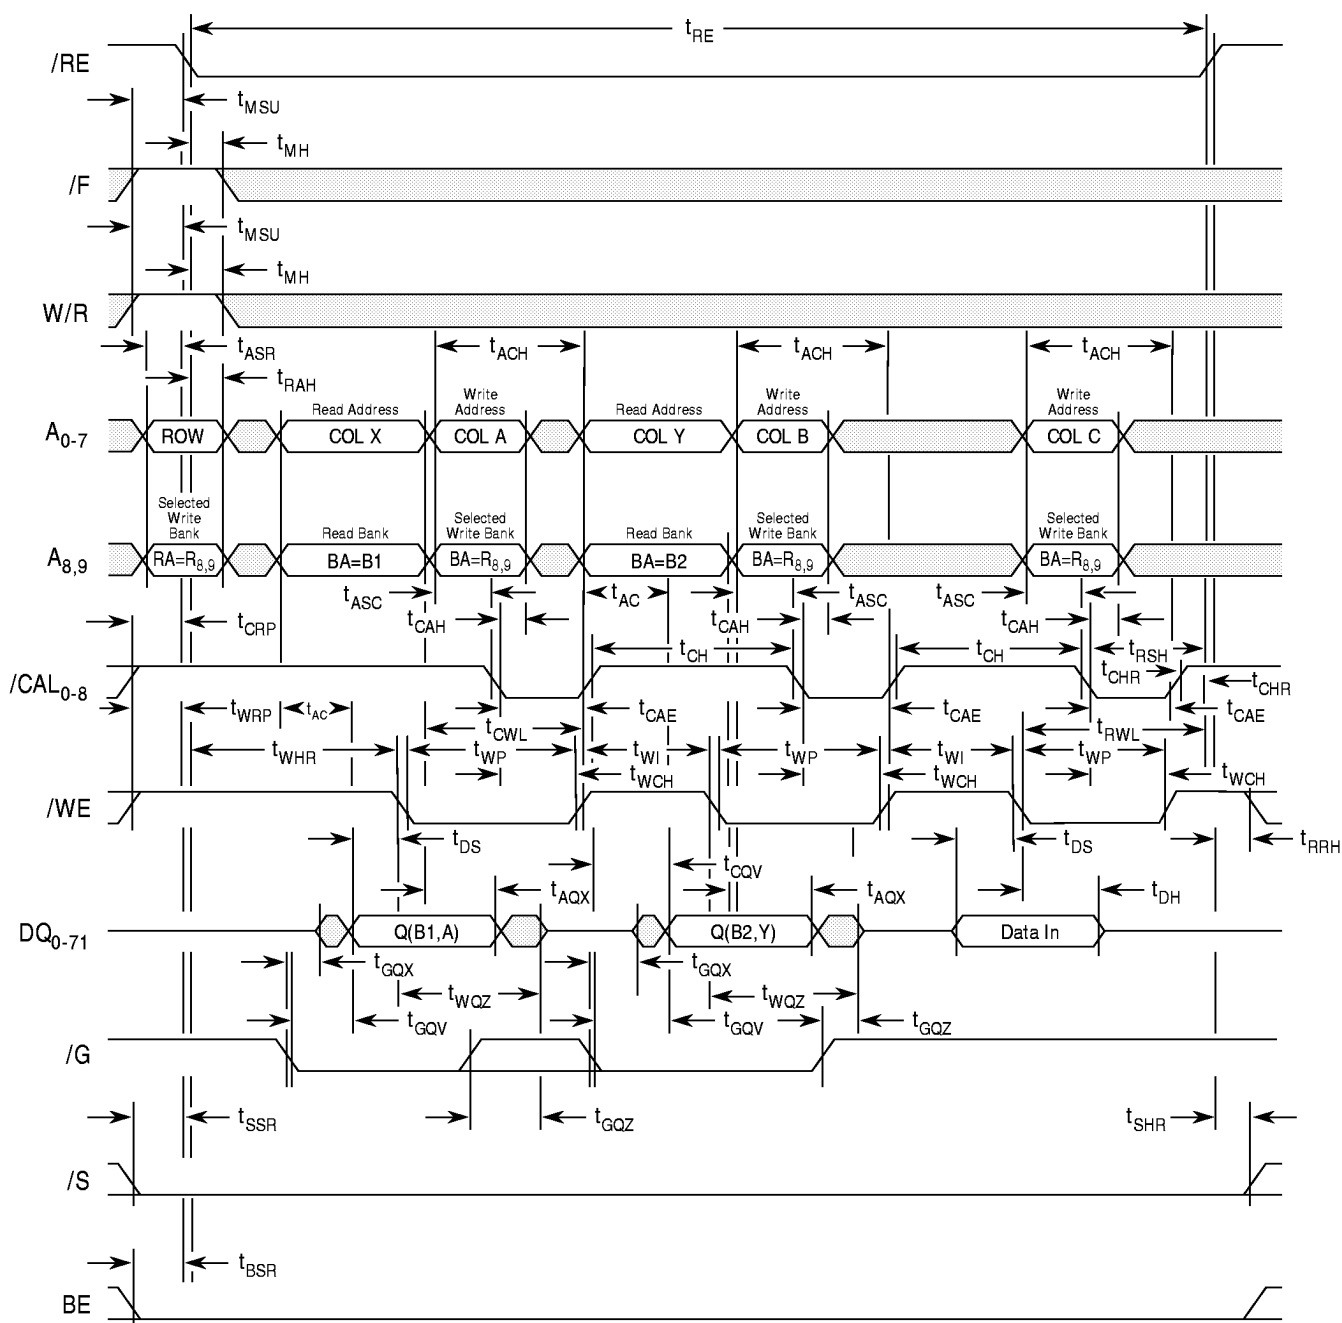 tRE
/RE
tMSU
tMH
/F
tMSU
tMH
W/R
tASR tACH tACH tACH
tRAH
Read Address Write Address Read Address Write Address Write Address
A0-7 ROW COL X COL A COL Y COL B COL C
Selected Write Bank Read Bank Selected Write Bank Read Bank Selected Write Bank Selected Write Bank
A8,9 RA=R8,9 BA=B1 BA=R8,9 BA=B2 BA=R8,9 BA=R8,9
tASC tAC tASC tASC
tCRP tCAH tCAH tCAH
tCH tCH tRSH
/CAL0-8 tCHR tCHR
tWRP tAC tCAE tCAE tCAE
tCWL tRWL
tWHR tWP tWI tWP tWI tWP
tWCH tWCH tWCH
/WE
tDS tDS tRRH
tCQV
tAQX tAQX tDH
DQ0-71 Q(B1,A) Q(B2,Y) Data In
tGQX tGQX
tWQZ tWQZ
tGQV tGQV tGQZ
/G
tSSR tGQZ tSHR
/S
tBSR
BE